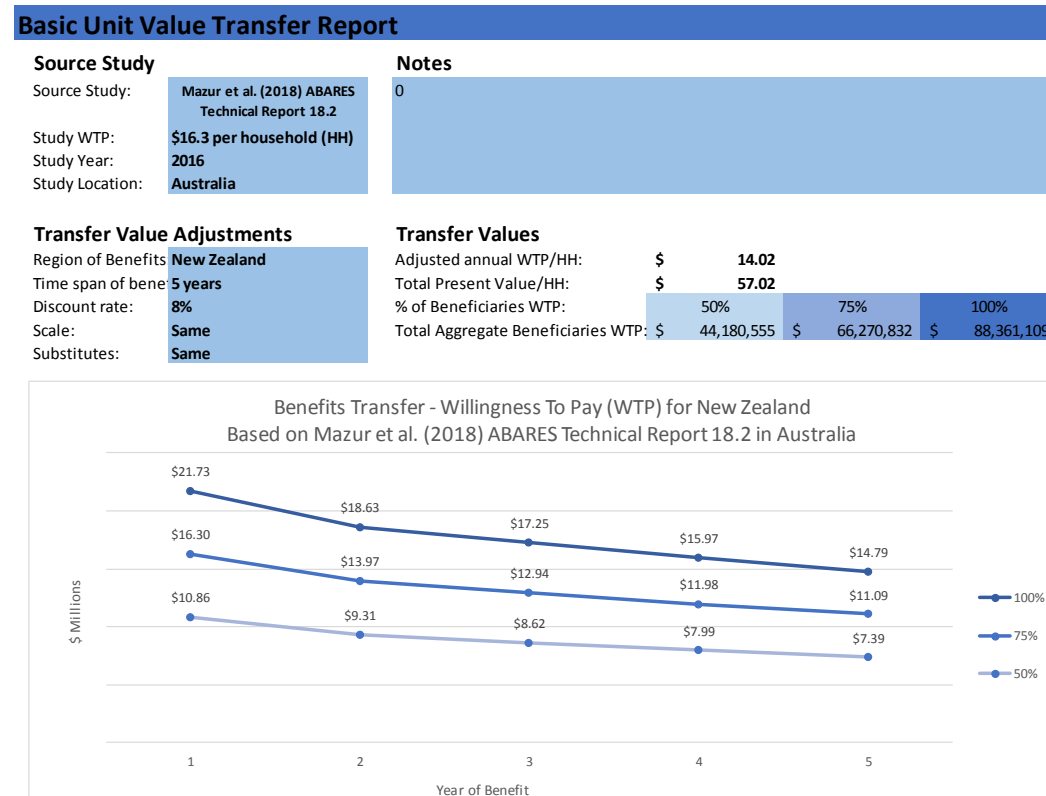 Basic Unit Value Transfer Report
Source Study
Notes
Source Study:
Mazur et al. (2018) ABARES
Technical Report 18.2
0
Study WTP:
$16.3 per household (HH)
Study Year:
2016
Study Location:
Australia
Transfer Value Adjustments
Transfer Values
Region of Benefits
New Zealand
Adjusted annual WTP/HH:
$ 14.02
Time span of bene
5 years
Total Present Value/HH:
$ 57.02
Discount rate:
8%
% of Beneficiaries WTP:
50%
75%
100%
Scale:
Same
Total Aggregate Beneficiaries WTP:
$ 44,180,555
$ 66,270,832
$ 88,361,109
Substitutes:
Same
Benefits Transfer - Willingness To Pay (WTP) for New Zealand
Based on Mazur et al. (2018) ABARES Technical Report 18.2 in Australia
$21.73
$18.63
$17.25
$15.97
$14.79
$16.30
$13.97
$12.94
$11.98
$11.09
$10.86
$9.31
$8.62
$7.99
$7.39
$ Millions
100%
75%
50%
1
2
3
4
5
Year of Benefit